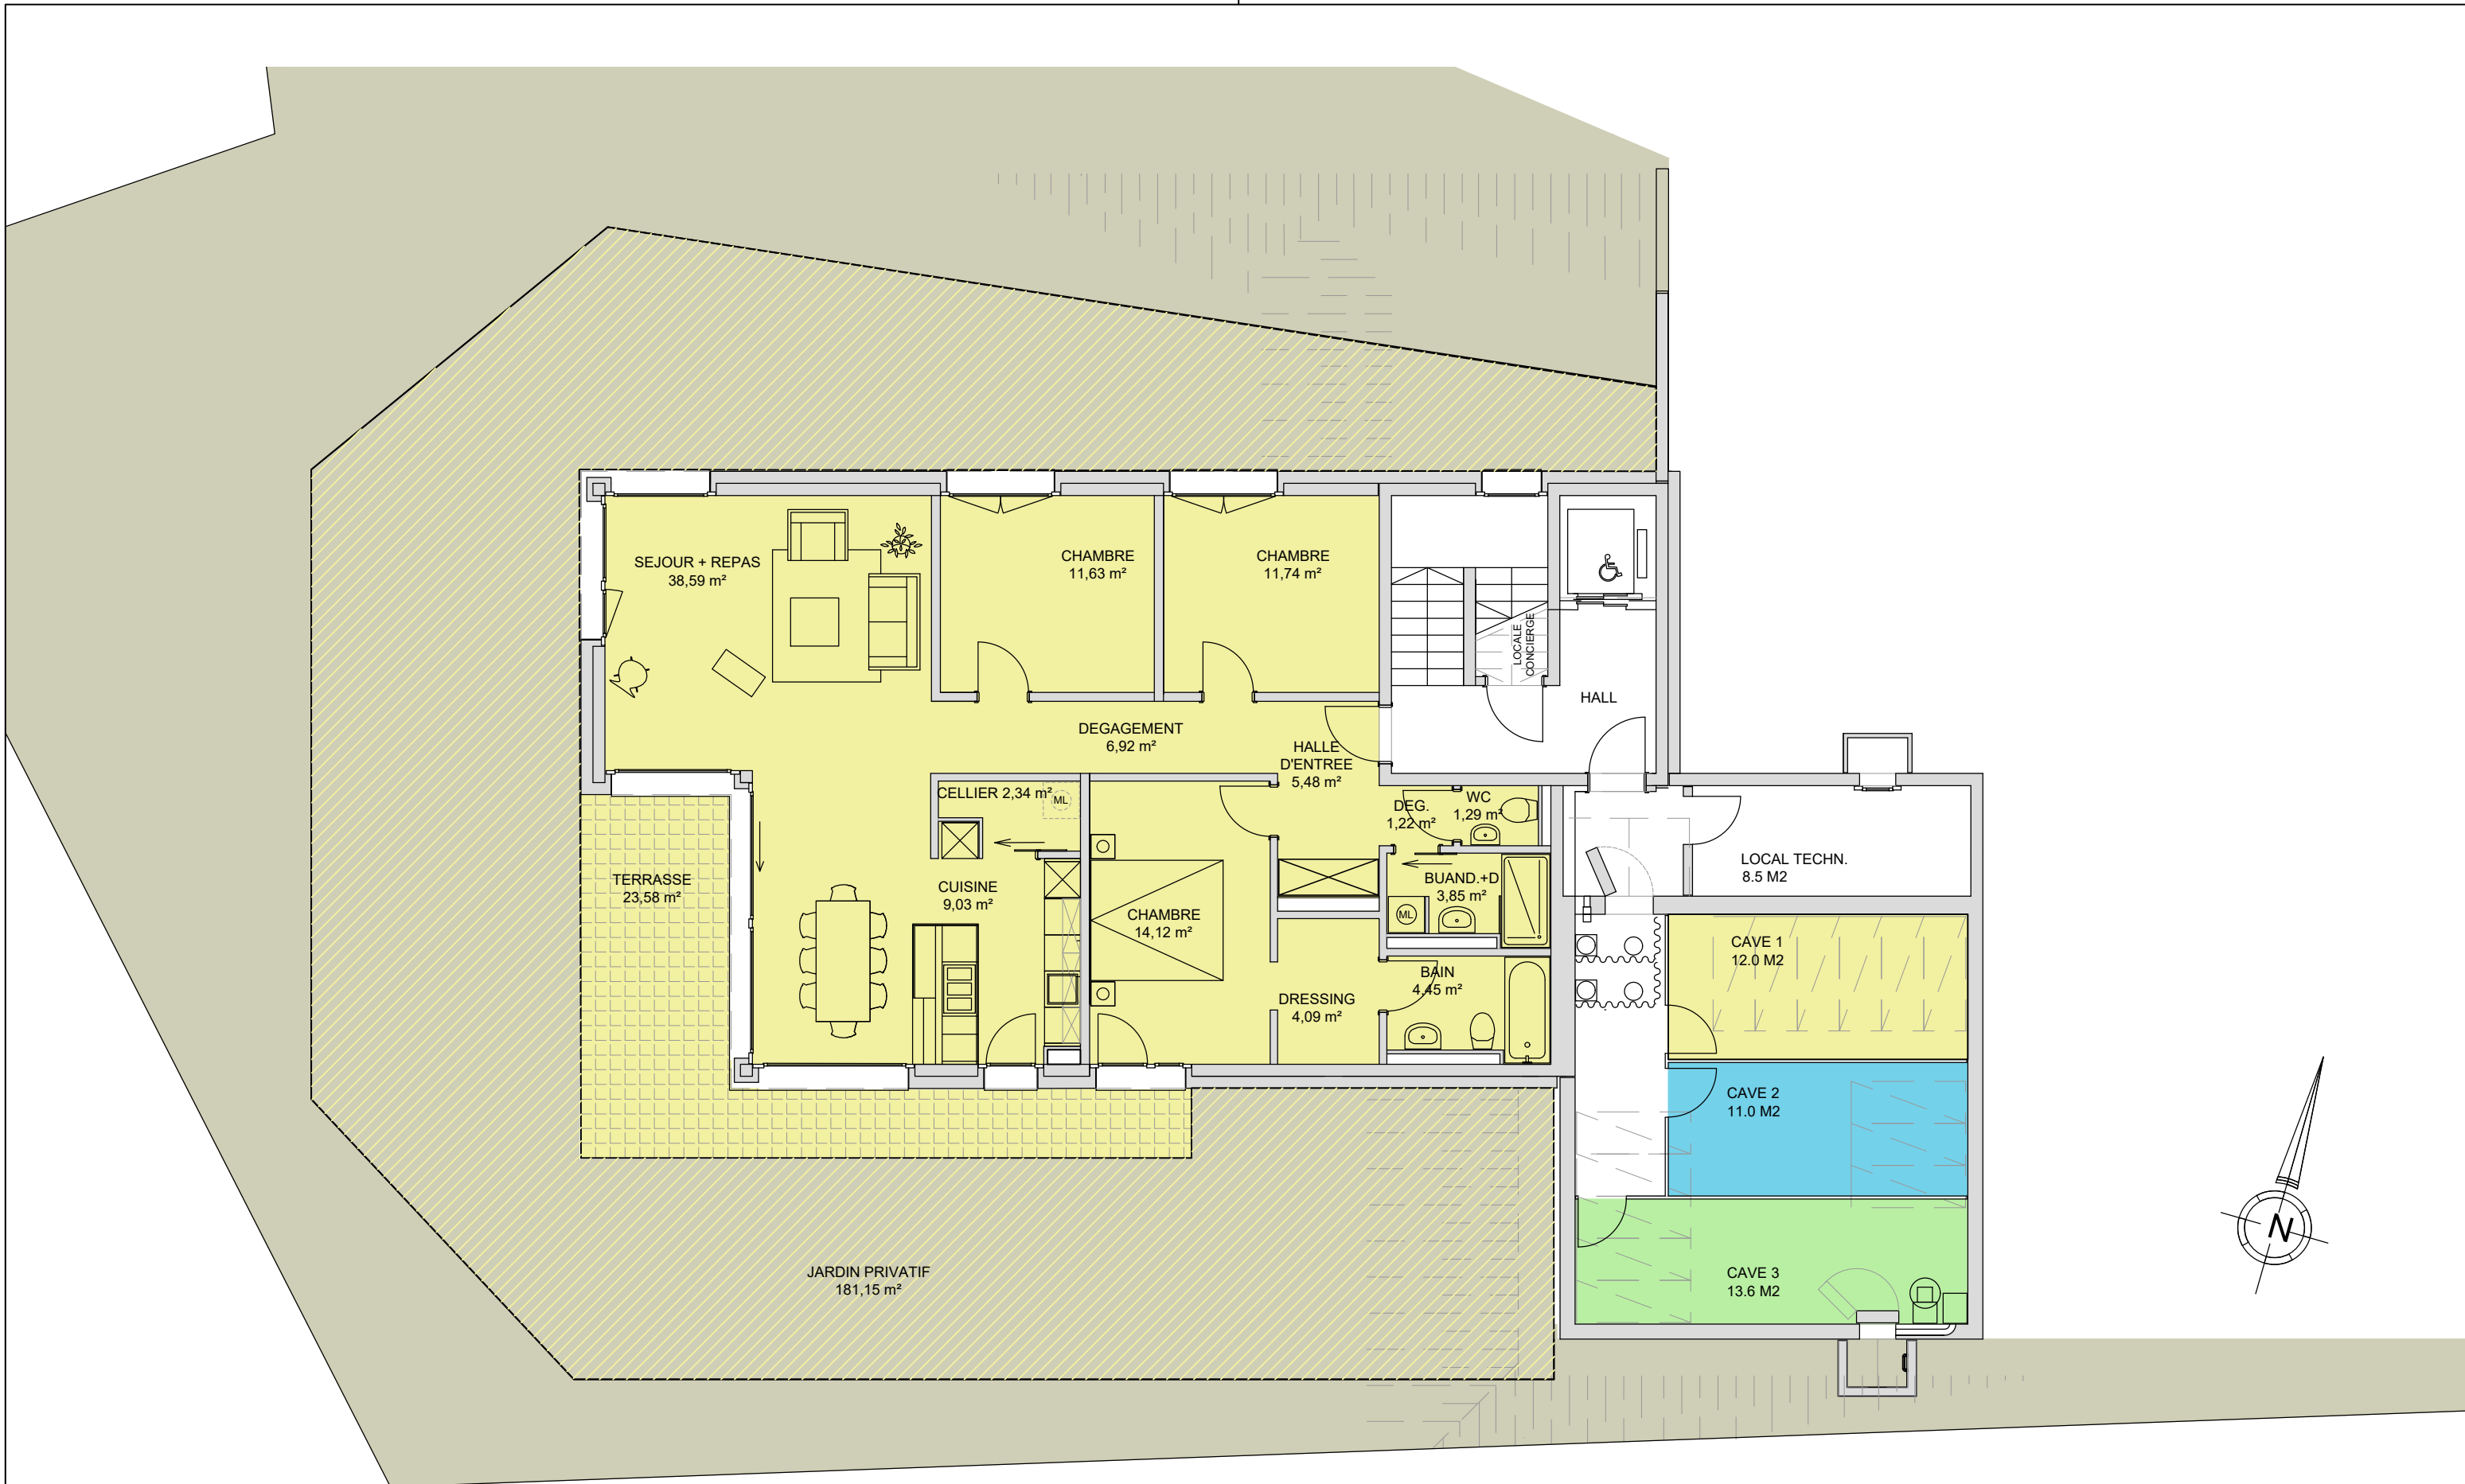 SEJOUR + REPAS
38,59 m²
CHAMBRE
11,63 m²
CHAMBRE
11,74 m²
LOCALE
CONCIERGE
HALL
DEGAGEMENT
6,92 m²
HALLE
D'ENTREE
5,48 m²
CELLIER 2,34 m²
ML
DEG.
1,22 m²
WC
1,29 m²
LOCAL TECHN.
8.5 M2
TERRASSE
23,58 m²
CUISINE
9,03 m²
CHAMBRE
14,12 m²
BUAND.+D
3,85 m²
ML
CAVE 1
12.0 M2
DRESSING
4,09 m²
BAIN
4.45 m²
CAVE 2
11.0 M2
JARDIN PRIVATIF
181,15 m²
CAVE 3
13.6 M2
N